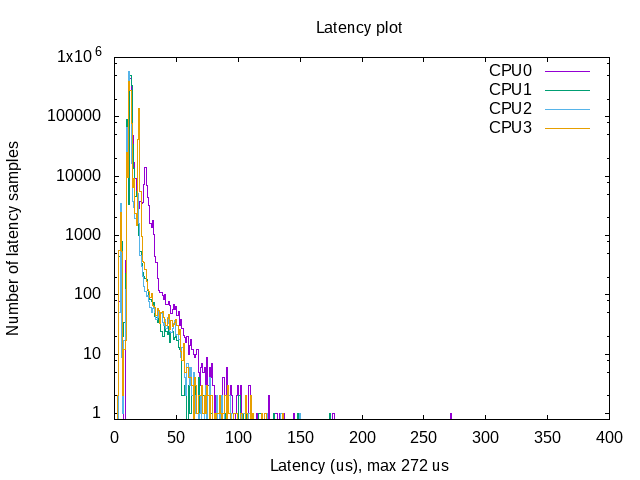 Latency plot
1x10^6
100000
10000
1000
100
10
1
Number of latency samples
CPU0
CPU1
CPU2
CPU3
0 50 100 150 200 250 300 350 400
Latency (us), max 272 us